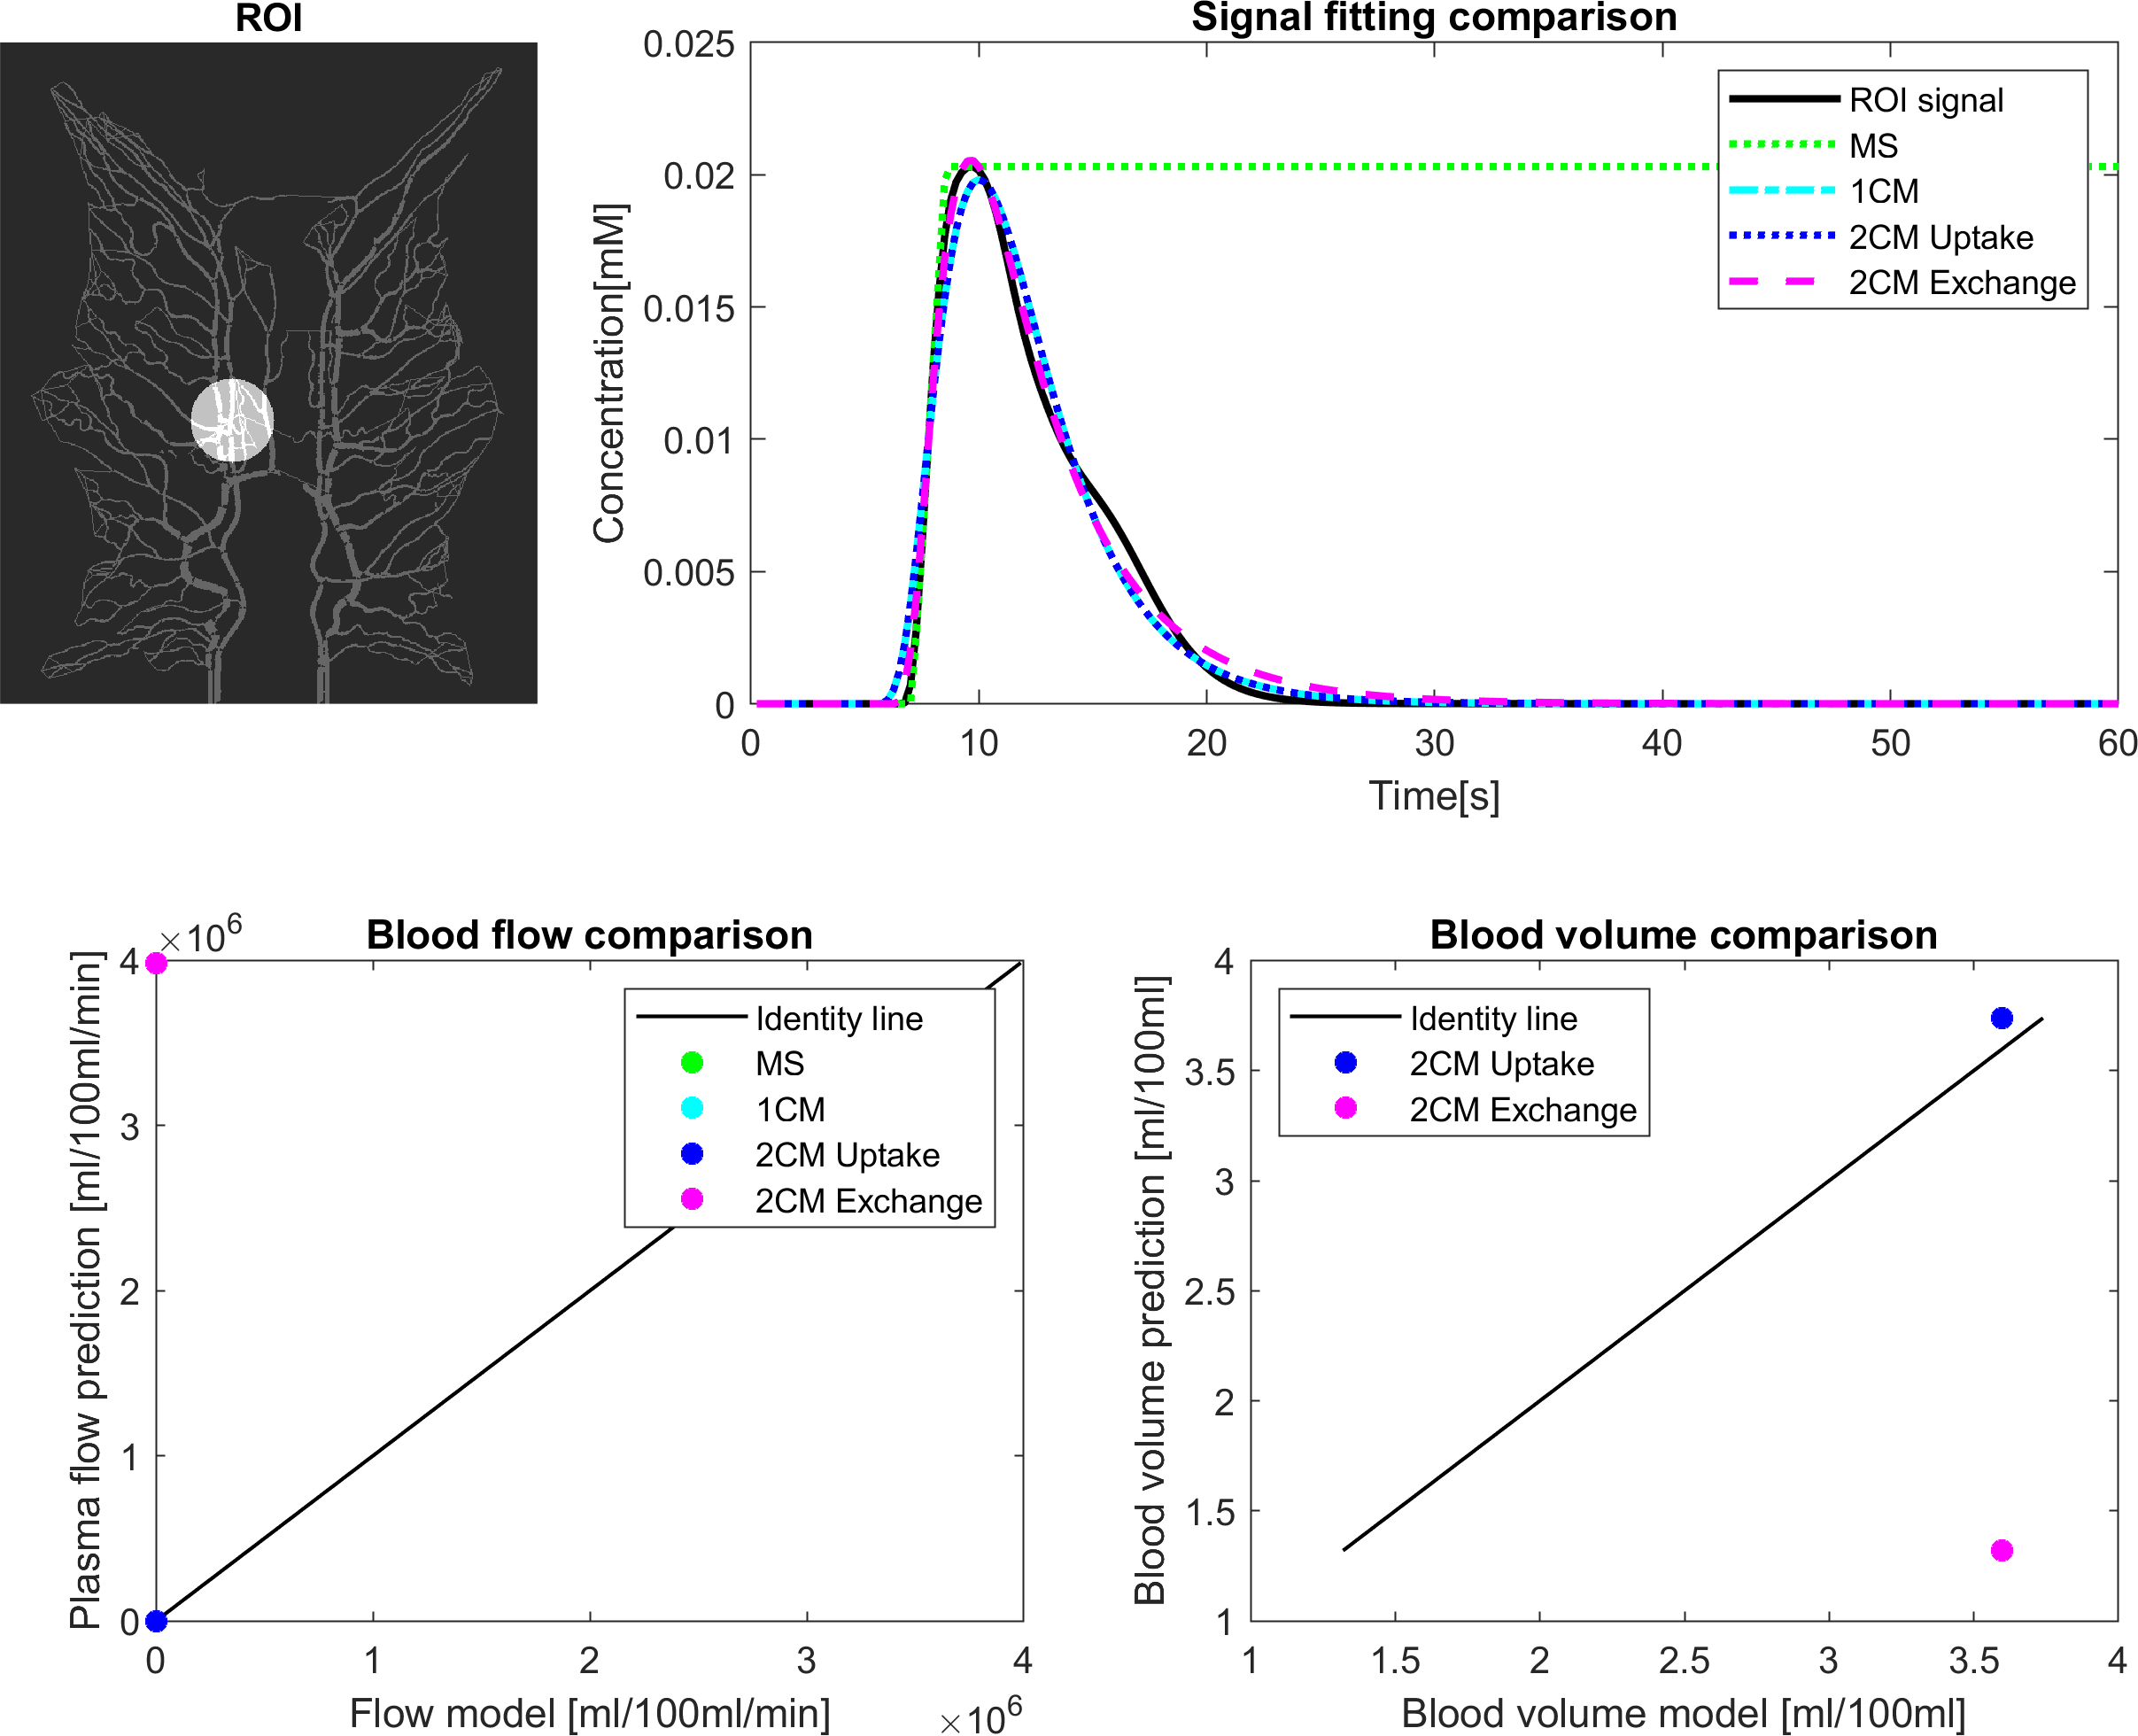 ROI
Signal fitting comparison
0.025
0.02
0.015
0.01
0.005
0
Concentration[mM]
0
10
20
30
40
50
60
Time[s]
ROI signal
MS
1CM
2CM Uptake
2CM Exchange
Blood flow comparison
×10^6
4
3
2
1
0
Plasma flow prediction [ml/100ml/min]
0
1
2
3
4
Flow model [ml/100ml/min]
×10^6
Identity line
MS
1CM
2CM Uptake
2CM Exchange
Blood volume comparison
4
3.5
3
2.5
2
1.5
1
Blood volume prediction [ml/100ml]
1
1.5
2
2.5
3
3.5
4
Blood volume model [ml/100ml]
Identity line
2CM Uptake
2CM Exchange